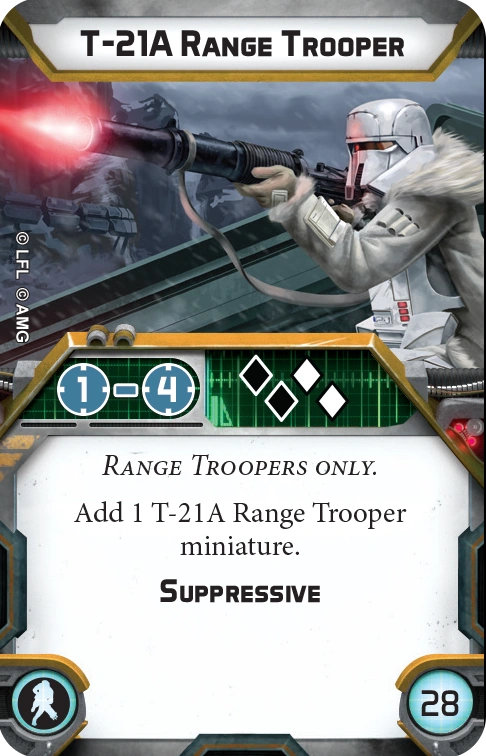 T-21A Range Trooper
© LFL © AMG
1 - 4
Range Troopers only.
Add 1 T-21A Range Trooper
miniature.
Suppressive
28